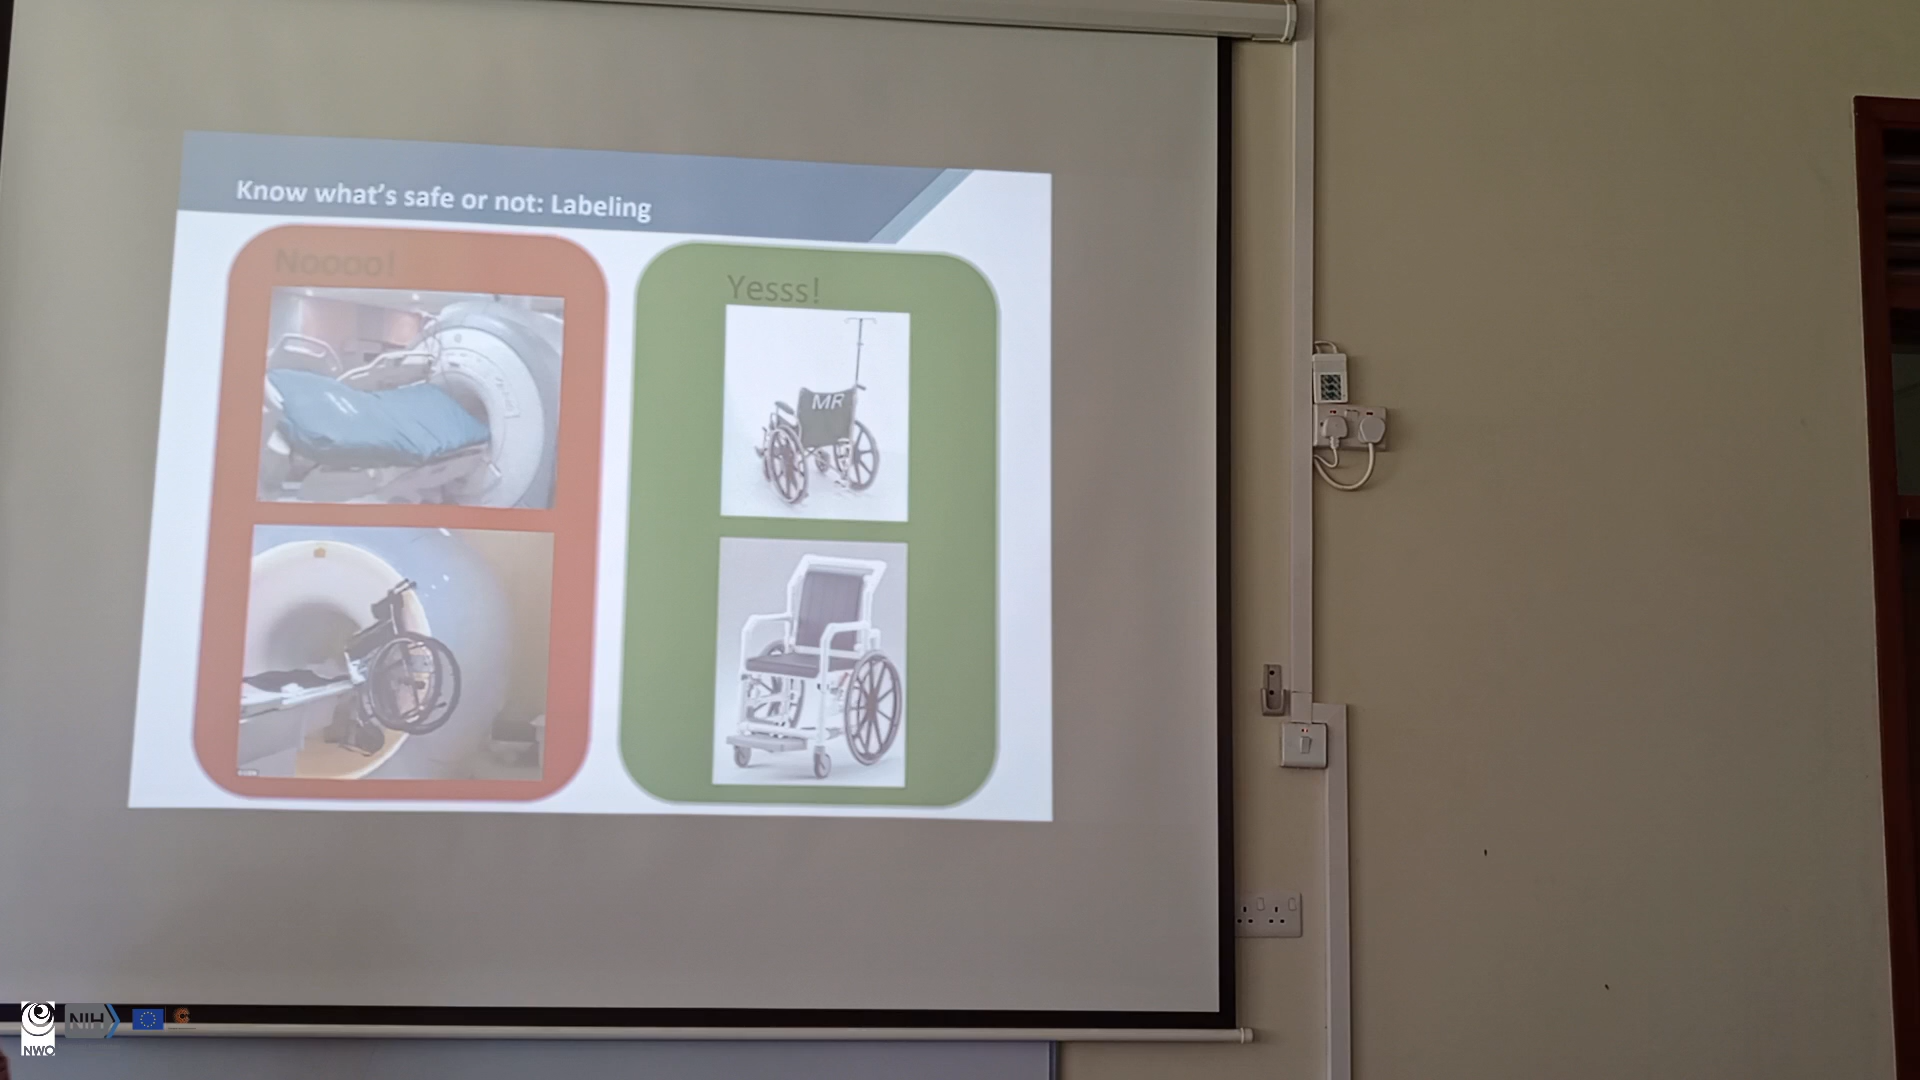 Know what's safe or not: Labeling
Noooo!
Yesss!
MR
NWO
NIH